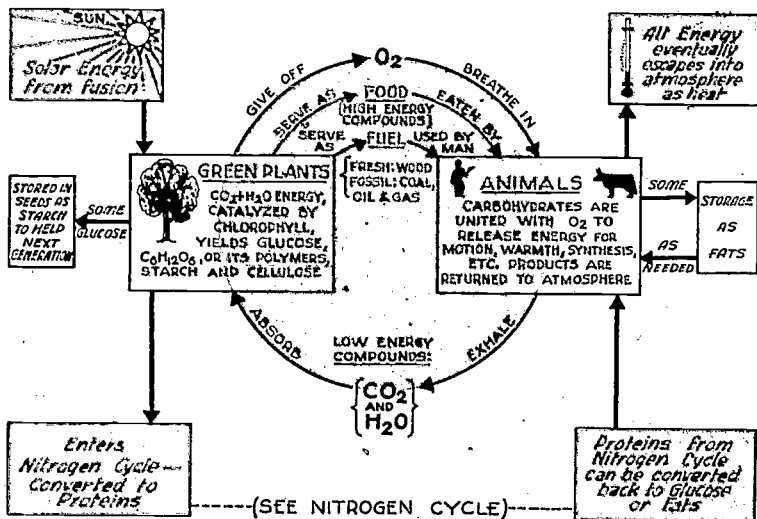 SUN
Solar Energy
from fusion
GIVE OFF
O2
BREATHE IN
SERVE AS
FOOD
[HIGH ENERGY
COMPOUNDS]
EATEN BY
SERVE
AS
FUEL
USED BY
MAN
{FRESH: WOOD
FOSSIL: COAL,
OIL & GAS
All Energy
eventually
escapes into
atmosphere
as heat
GREEN PLANTS
CO2+H2O ENERGY,
CATALYZED BY
CHLOROPHYLL,
YIELDS GLUCOSE,
C6H12O6, OR ITS POLYMERS,
STARCH AND CELLULOSE
SOME
GLUCOSE
STORED IN
SEEDS AS
STARCH
TO HELP
NEXT
GENERATION
ANIMALS
CARBOHYDRATES ARE
UNITED WITH O2 TO
RELEASE ENERGY FOR
MOTION, WARMTH, SYNTHESIS,
ETC. PRODUCTS ARE
RETURNED TO ATMOSPHERE
SOME
AS
NEEDED
STORAGE
AS
FATS
ABSORB
LOW ENERGY
COMPOUNDS:
{CO2
AND
H2O}
EXHALE
Enters
Nitrogen Cycle—
Converted to
Proteins
(SEE NITROGEN CYCLE)
Proteins from
Nitrogen Cycle
can be converted
back to Glucose
or Fats